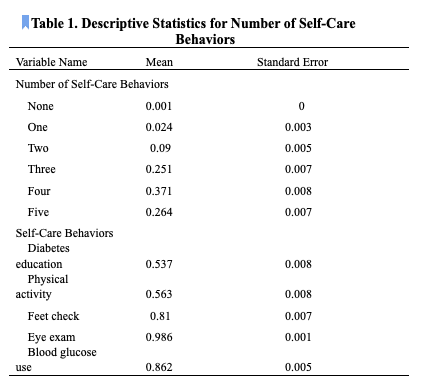 Table 1. Descriptive Statistics for Number of Self-Care
Behaviors
Variable Name Mean Standard Error
Number of Self-Care Behaviors
None 0.001 0
One 0.024 0.003
Two 0.09 0.005
Three 0.251 0.007
Four 0.371 0.008
Five 0.264 0.007
Self-Care Behaviors
Diabetes
education 0.537 0.008
Physical
activity 0.563 0.008
Feet check 0.81 0.007
Eye exam 0.986 0.001
Blood glucose
use 0.862 0.005